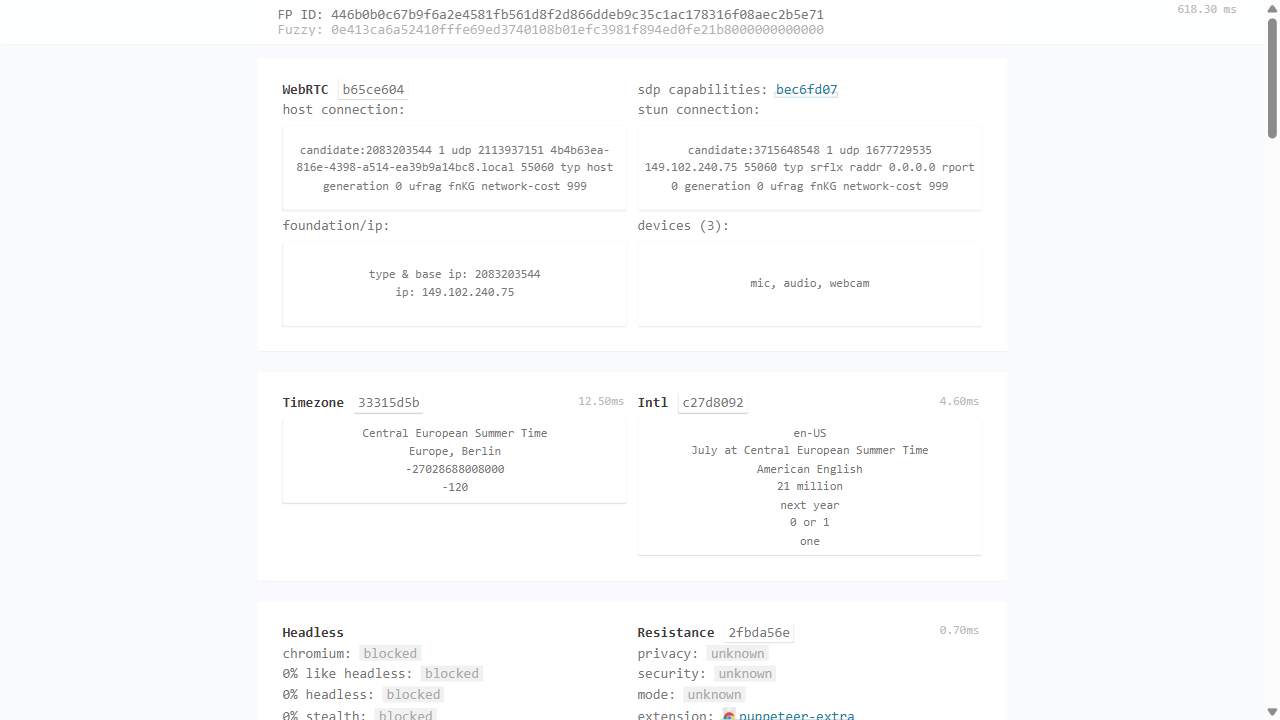 FP ID: 446b0b0c67b9f6a2e4581fb561d8f2d866ddeb9c35c1ac178316f08aec2b5e71
618.30 ms
Fuzzy: 0e413ca6a52410fffe69ed3740108b01efc3981f894ed0fe21b8000000000000
WebRTC b65ce604
host connection:
candidate:2083203544 1 udp 2113937151 4b4b63ea-
816e-4398-a514-ea39b9a14bc8.local 55060 typ host
generation 0 ufrag fnKG network-cost 999
foundation/ip:
type & base ip: 2083203544
ip: 149.102.240.75
sdp capabilities: bec6fd07
stun connection:
candidate:3715648548 1 udp 1677729535
149.102.240.75 55060 typ srflx raddr 0.0.0.0 rport
0 generation 0 ufrag fnKG network-cost 999
devices (3):
mic, audio, webcam
Timezone 33315d5b 12.50ms
Central European Summer Time
Europe, Berlin
-27028688008000
-120
Intl c27d8092 4.60ms
en-US
July at Central European Summer Time
American English
21 million
next year
0 or 1
one
Headless
chromium: blocked
0% like headless: blocked
0% headless: blocked
0% stealth: blocked
Resistance 2fbda56e 0.70ms
privacy: unknown
security: unknown
mode: unknown
extension: puppeteer-extra